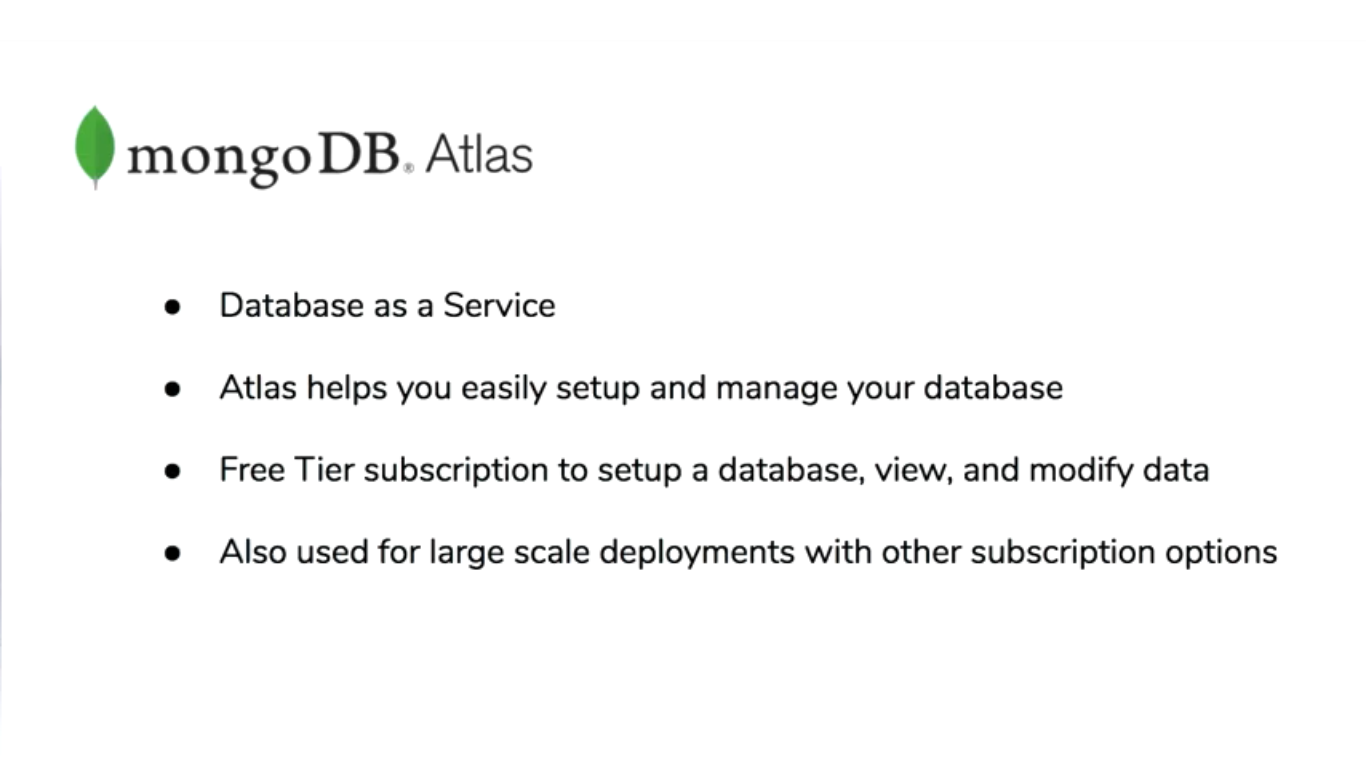 mongoDB® Atlas
● Database as a Service
● Atlas helps you easily setup and manage your database
● Free Tier subscription to setup a database, view, and modify data
● Also used for large scale deployments with other subscription options